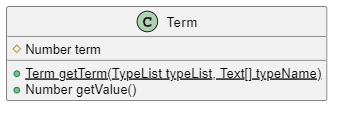 C Term
Number term
Term getTerm(TypeList typeList, Text[] typeName)
Number getValue()